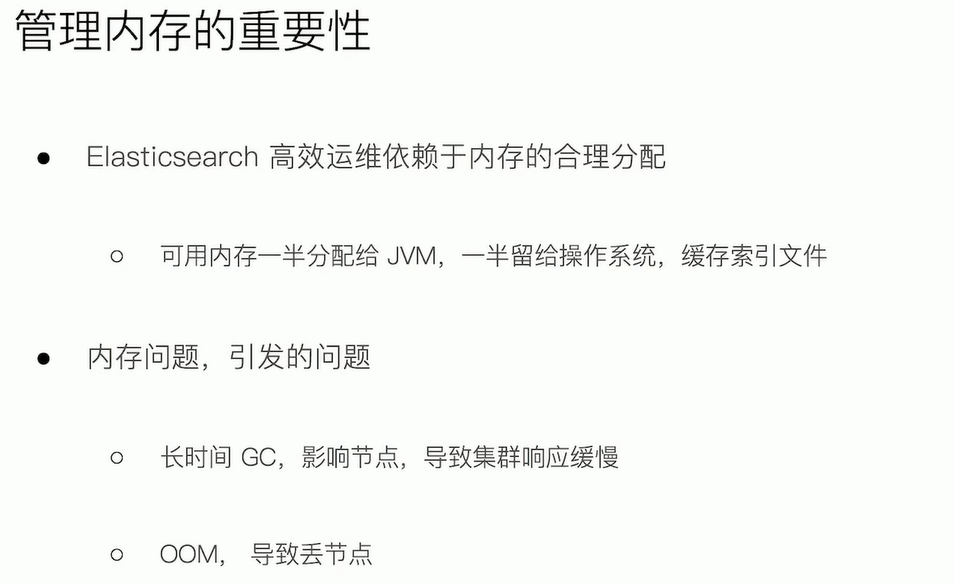 管理内存的重要性
● Elasticsearch 高效运维依赖于内存的合理分配
○ 可用内存一半分配给 JVM，一半留给操作系统，缓存索引文件
● 内存问题，引发的问题
○ 长时间 GC，影响节点，导致集群响应缓慢
○ OOM， 导致丢节点